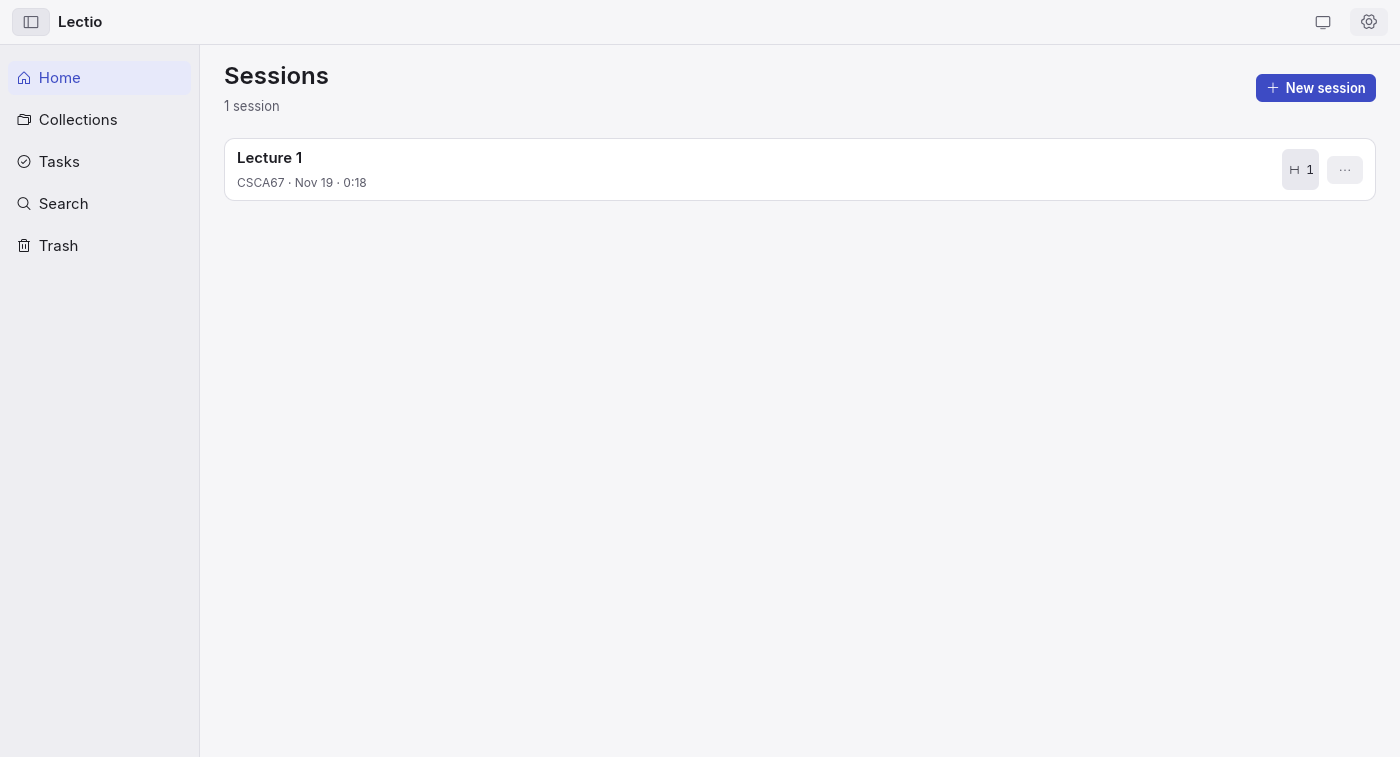 Lectio
Home
Collections
Tasks
Search
Trash
Sessions
1 session
New session
Lecture 1
CSCA67 · Nov 19 · 0:18
1